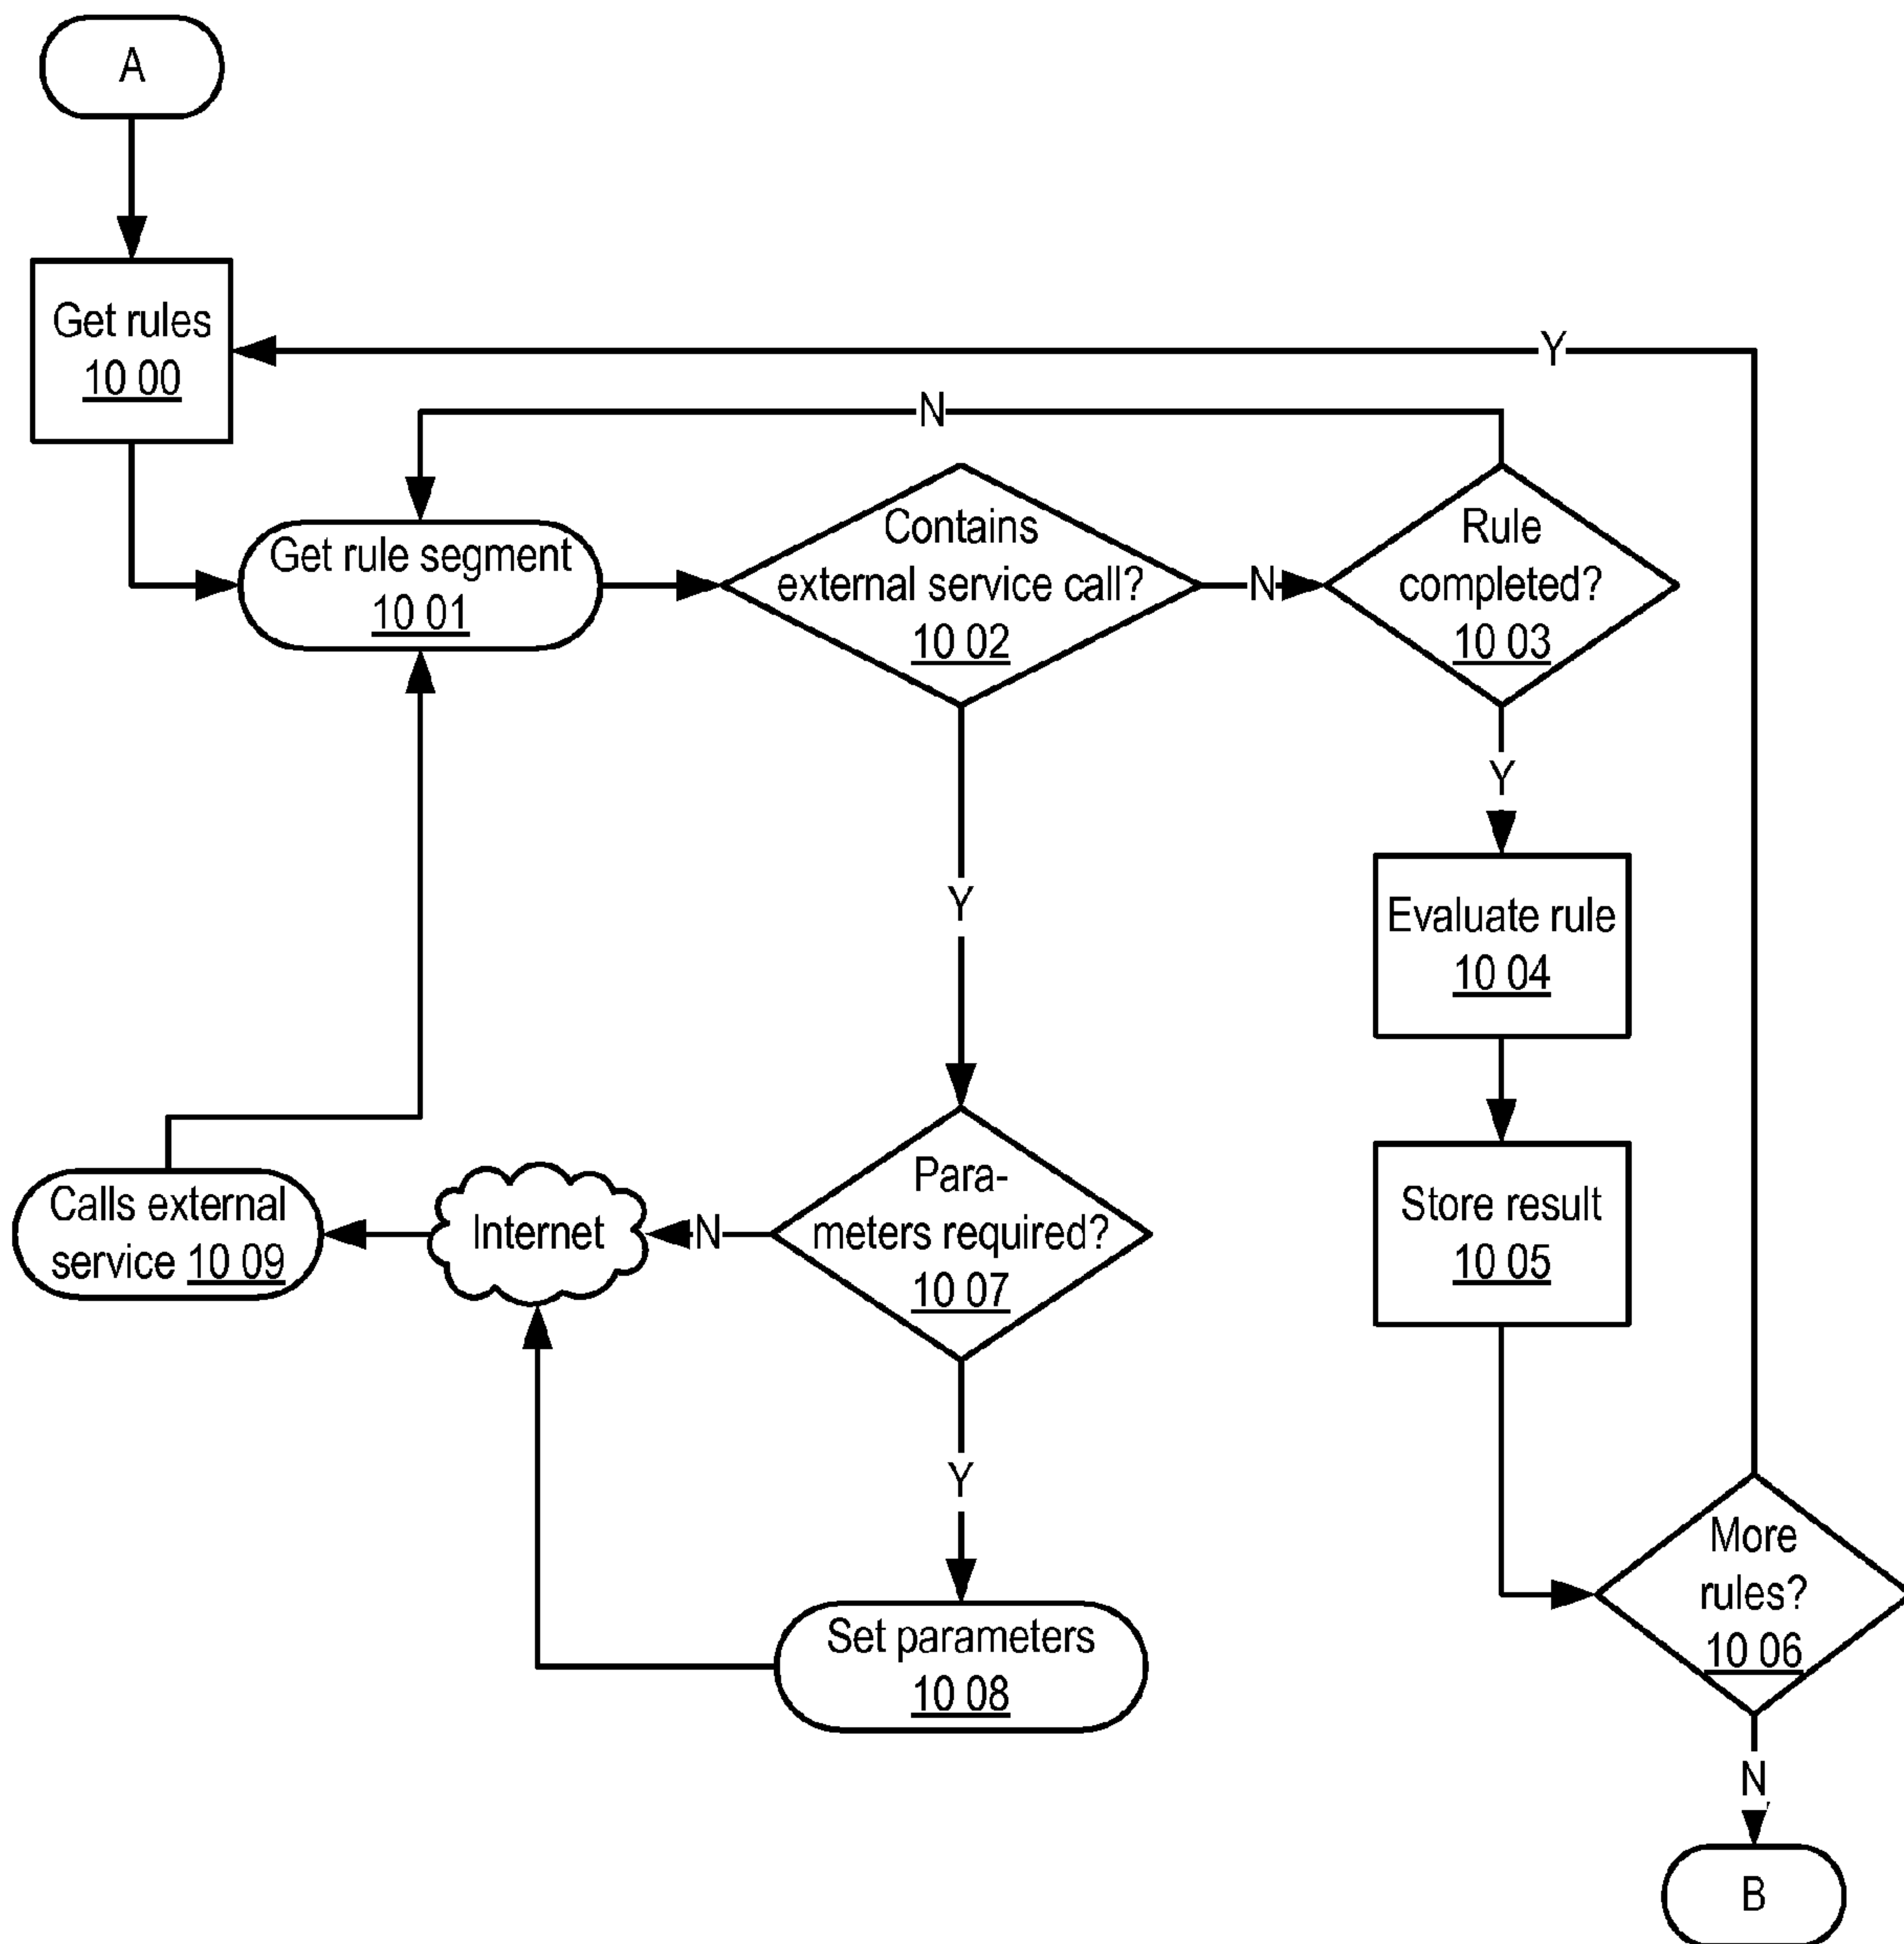 A
Get rules
10 00
Y
N
Get rule segment
10 01
Contains
external service call?
10 02
N
Rule
completed?
10 03
Y
Y
Evaluate rule
10 04
Calls external
service 10 09
Internet
N
Para-
meters required?
10 07
Store result
10 05
Y
More
rules?
10 06
Set parameters
10 08
N
B